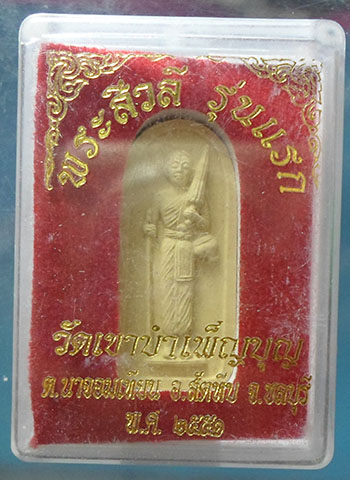 พระสิวลี รุ่นแรก
วัดเขาบำเพ็ญบุญ
ต.นาจอมเทียน อ.สัตหีบ จ.ชลบุรี
พ.ศ. ๒๕๕๑